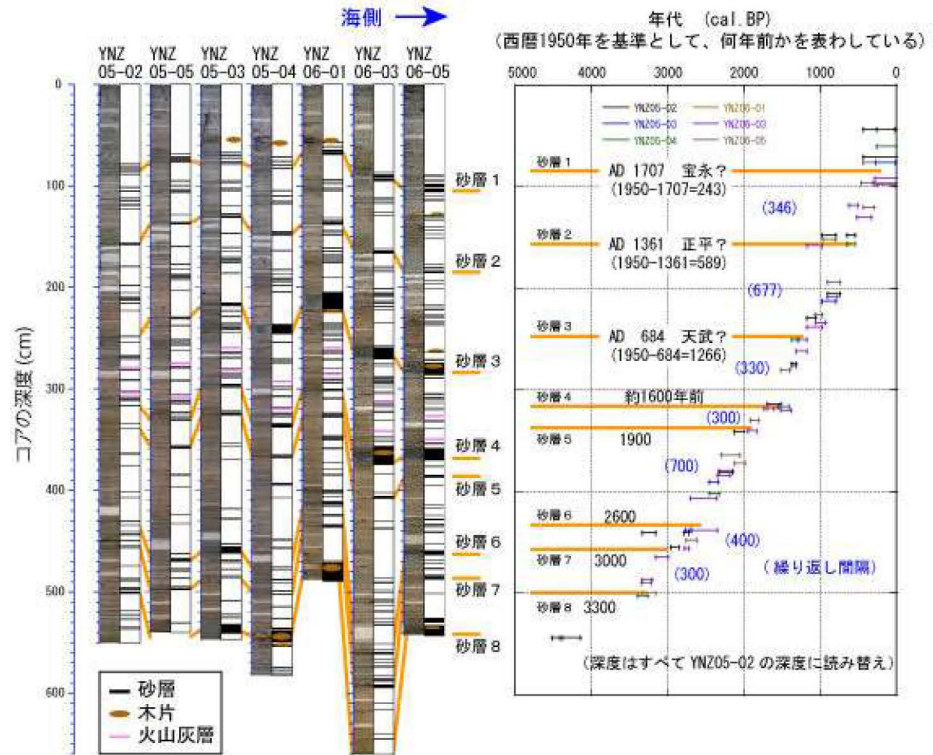 海側
YNZ 05-02
YNZ 05-05
YNZ 05-03
YNZ 05-04
YNZ 06-01
YNZ 06-03
YNZ 06-05
コアの深度(cm)
0
100
200
300
400
500
600
砂層1
砂層2
砂層3
砂層4
砂層5
砂層6
砂層7
砂層8
砂層
木片
火山灰層
年代 (cal.BP)
(西暦1950年を基準として、何年前かを表わしている)
5000 4000 3000 2000 1000 0
YNZ05-02
YNZ05-03
YNZ05-04
YNZ06-01
YNZ06-03
YNZ06-05
砂層1
AD 1707 宝永?
(1950-1707=243)
(346)
砂層2
AD 1361 正平?
(1950-1361=589)
(677)
砂層3
AD 684 天武?
(1950-684=1266)
(330)
砂層4 約1600年前
(300)
砂層5 1900
(700)
砂層6 2600
(400)
砂層7 3000
(300)
(繰り返し間隔)
砂層8 3300
(深度はすべてYNZ05-02の深度に読み替え)